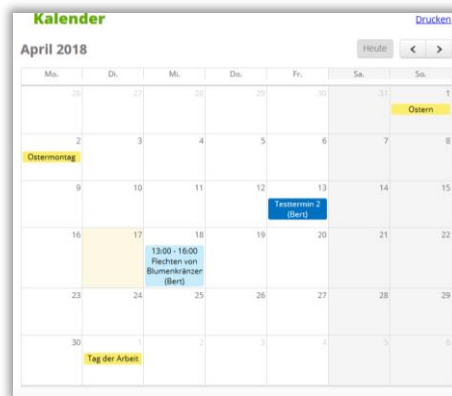 Kalender
Drucken
April 2018
Heute
Mo. Di. Mi. Do. Fr. Sa. So.
26 27 28 29 30 31 1
Ostern
2 3 4 5 6 7 8
Ostermontag
9 10 11 12 13 14 15
Testtermin 2
(Bert)
16 17 18 19 20 21 22
13:00 - 16:00
Flechten von
Blumenkränzen
(Bert)
23 24 25 26 27 28 29
30 1 2 3 4 5 6
Tag der Arbeit